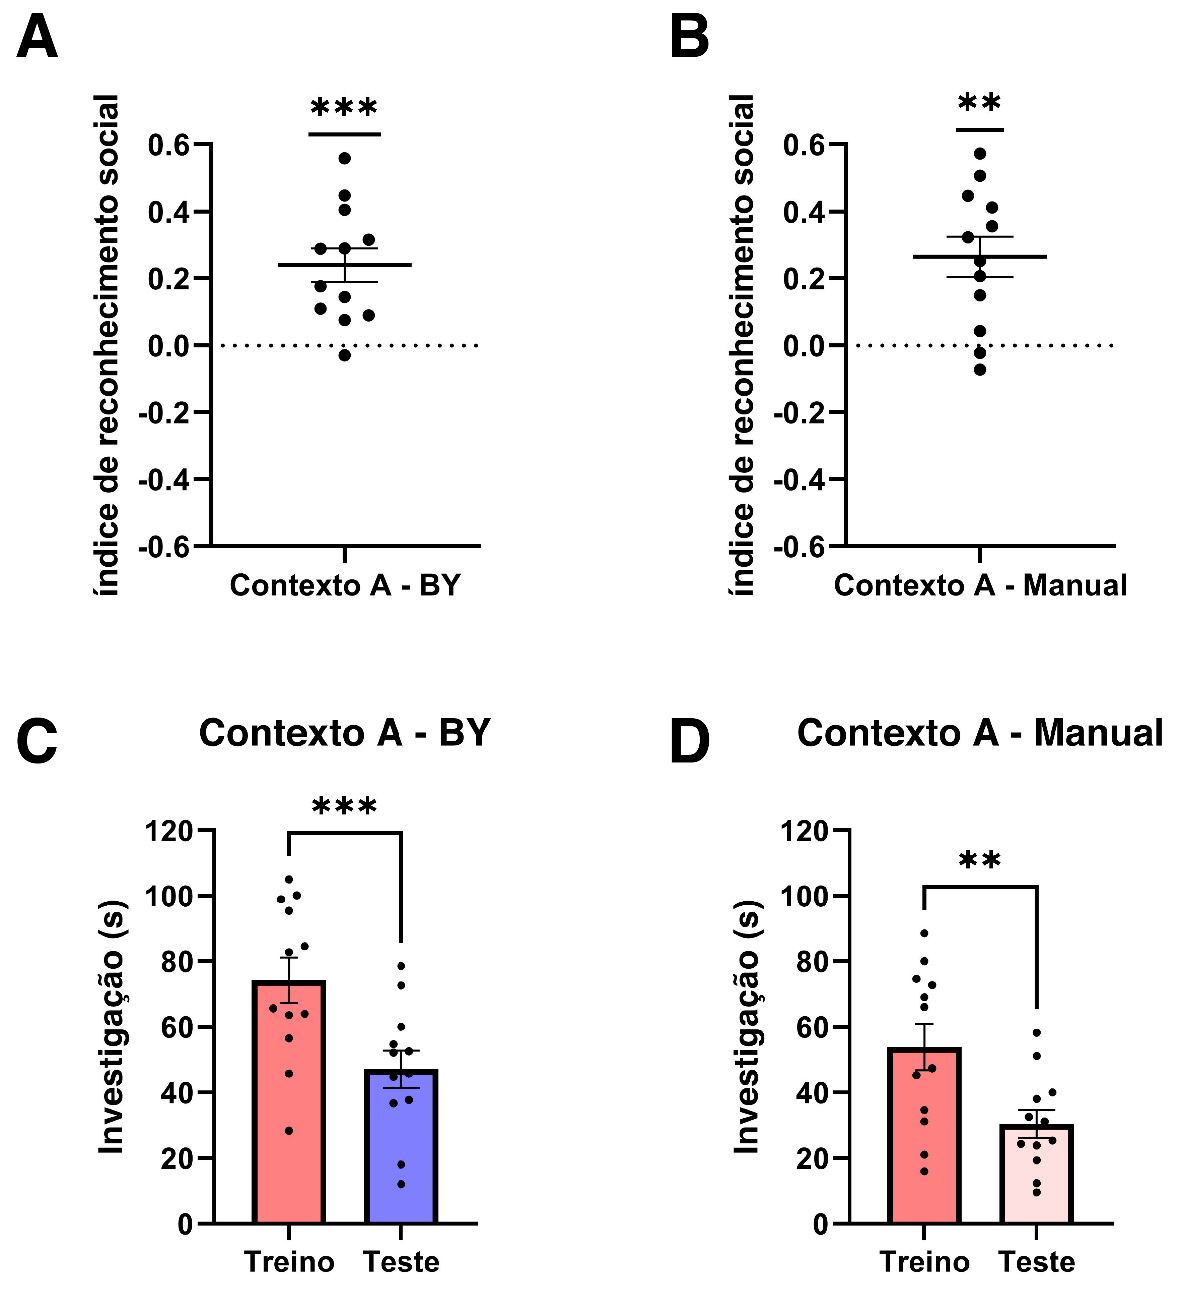 A
índice de reconhecimento social
***
0.6
0.4
0.2
0.0
-0.2
-0.4
-0.6
Contexto A - BY
B
índice de reconhecimento social
**
0.6
0.4
0.2
0.0
-0.2
-0.4
-0.6
Contexto A - Manual
C
Contexto A - BY
Investigação (s)
***
120
100
80
60
40
20
0
Treino Teste
D
Contexto A - Manual
Investigação (s)
**
120
100
80
60
40
20
0
Treino Teste